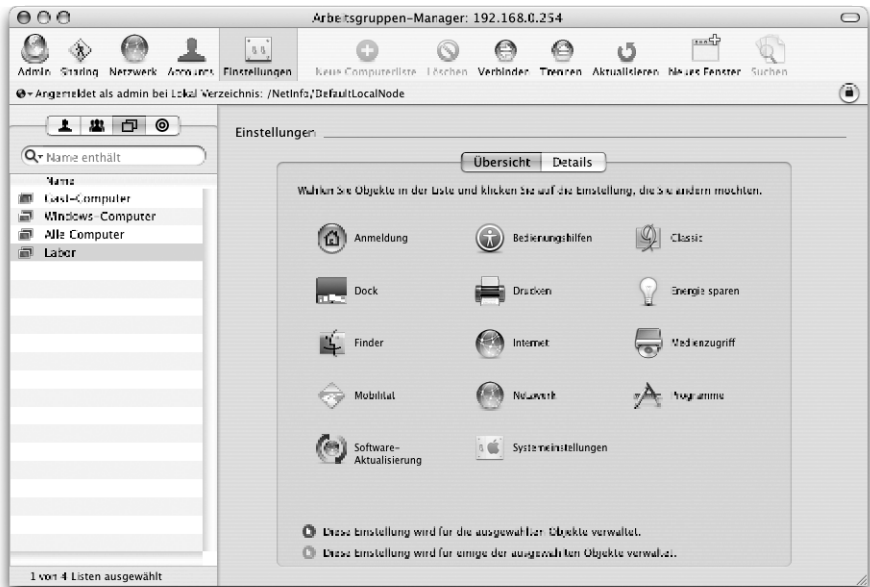 Arbeitsgruppen-Manager: 192.168.0.254
Admin Sharing Netzwerk Accounts Einstellungen Neue Computerliste Löschen Verbinden Trennen Aktualisieren Neues Fenster Suchen
Angemeldet als admin bei Lokal Verzeichnis: /NetInfo/DefaultLocalNode
Name enthält
Name
Gast-Computer
Windows-Computer
Alle Computer
Labor
1 von 4 Listen ausgewählt
Einstellungen
Übersicht Details
Wählen Sie Objekte in der Liste und klicken Sie auf die Einstellung, die Sie ändern möchten.
Anmeldung Bedienungshilfen Classic
Dock Drucken Energie sparen
Finder Internet Medienzugriff
Mobilität Netzwerk Programme
Software-
Aktualisierung
Systemeinstellungen
Diese Einstellung wird für die ausgewählten Objekte verwaltet.
Diese Einstellung wird für einige der ausgewählten Objekte verwaltet.